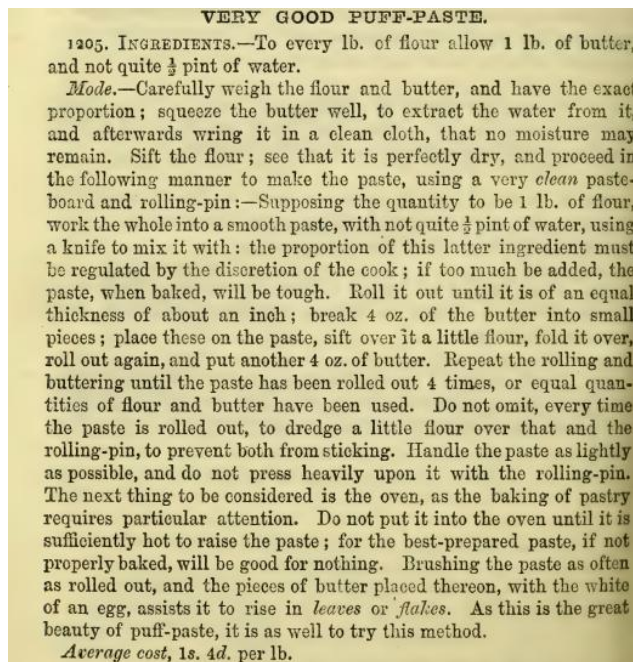 VERY GOOD PUFF-PASTE.
1205. INGREDIENTS.—To every lb. of flour allow 1 lb. of butter,
and not quite ½ pint of water.
Mode.—Carefully weigh the flour and butter, and have the exact
proportion; squeeze the butter well, to extract the water from it,
and afterwards wring it in a clean cloth, that no moisture may
remain. Sift the flour; see that it is perfectly dry, and proceed in
the following manner to make the paste, using a very clean paste-
board and rolling-pin:—Supposing the quantity to be 1 lb. of flour,
work the whole into a smooth paste, with not quite ½ pint of water, using
a knife to mix it with: the proportion of this latter ingredient must
be regulated by the discretion of the cook; if too much be added, the
paste, when baked, will be tough. Roll it out until it is of an equal
thickness of about an inch; break 4 oz. of the butter into small
pieces; place these on the paste, sift over it a little flour, fold it over,
roll out again, and put another 4 oz. of butter. Repeat the rolling and
buttering until the paste has been rolled out 4 times, or equal quan-
tities of flour and butter have been used. Do not omit, every time
the paste is rolled out, to dredge a little flour over that and the
rolling-pin, to prevent both from sticking. Handle the paste as lightly
as possible, and do not press heavily upon it with the rolling-pin.
The next thing to be considered is the oven, as the baking of pastry
requires particular attention. Do not put it into the oven until it is
sufficiently hot to raise the paste; for the best-prepared paste, if not
properly baked, will be good for nothing. Brushing the paste as often
as rolled out, and the pieces of butter placed thereon, with the white
of an egg, assists it to rise in leaves or flakes. As this is the great
beauty of puff-paste, it is as well to try this method.
Average cost, 1s. 4d. per lb.